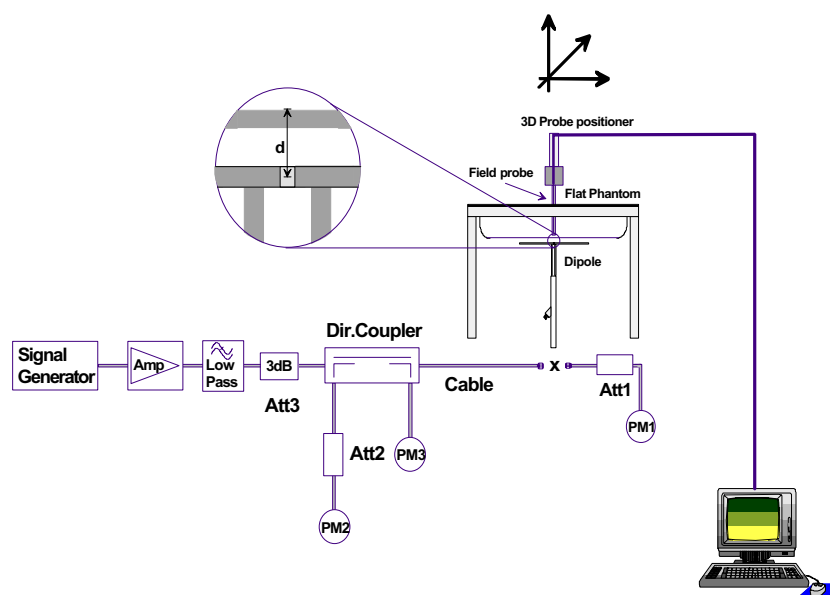 3D Probe positioner
d
Field probe
Flat Phantom
Dipole
Dir.Coupler
Signal
Generator
Amp
Low
Pass
3dB
Att3
Cable
x
Att1
PM1
Att2
PM3
PM2